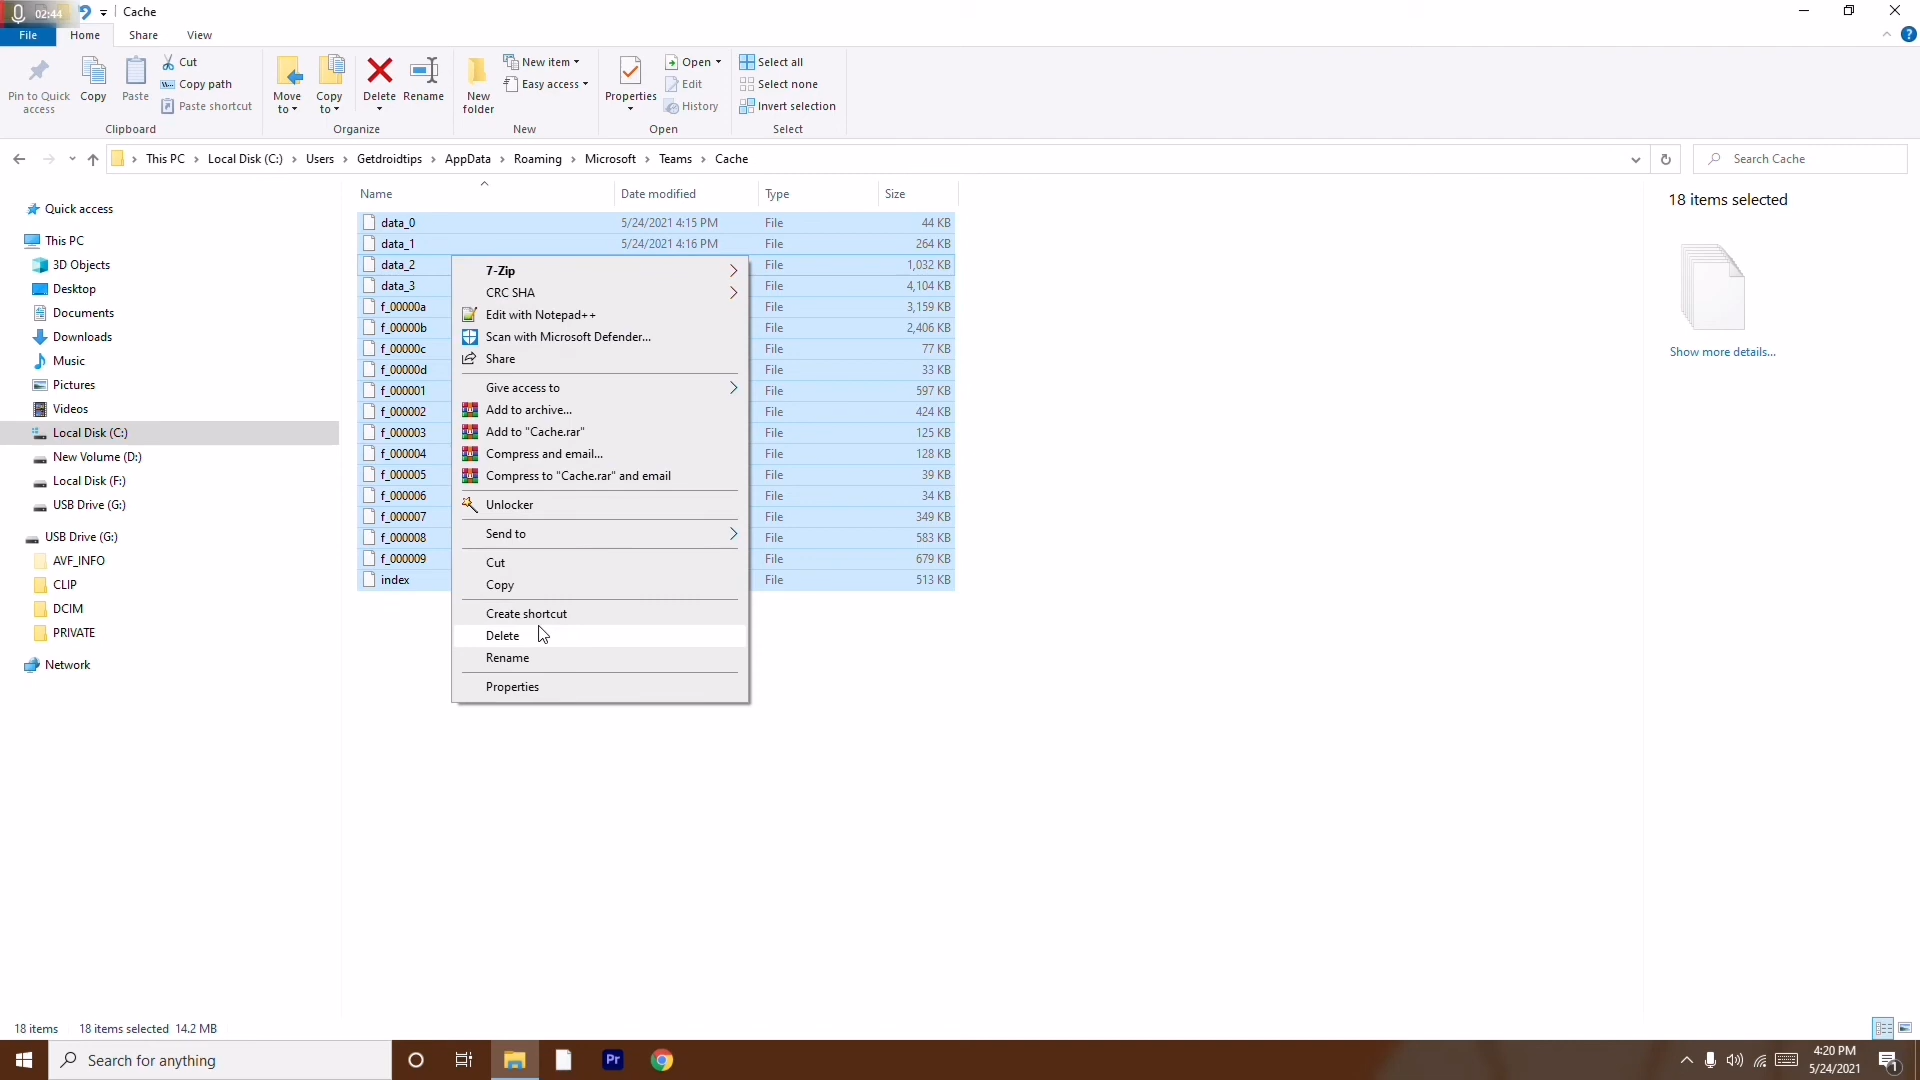 02:44
Cache
File
Home
Share
View
Pin to Quick
access
Copy
Paste
Cut
Copy path
Paste shortcut
Clipboard
Move
to
Copy
to
Delete
Rename
Organize
New
folder
New item
Easy access
New
Properties
Open
Edit
History
Open
Select all
Select none
Invert selection
Select
This PC
Local Disk (C:)
Users
Getdroidtips
AppData
Roaming
Microsoft
Teams
Cache
Search Cache
Quick access
This PC
3D Objects
Desktop
Documents
Downloads
Music
Pictures
Videos
Local Disk (C:)
New Volume (D:)
Local Disk (F:)
USB Drive (G:)
USB Drive (G:)
AVF_INFO
CLIP
DCIM
PRIVATE
Network
Name Date modified Type Size
data_0 5/24/2021 4:15 PM File 44 KB
data_1 5/24/2021 4:16 PM File 264 KB
data_2 File 1,032 KB
data_3 File 4,104 KB
f_00000a File 3,159 KB
f_00000b File 2,406 KB
f_00000c File 77 KB
f_00000d File 33 KB
f_000001 File 597 KB
f_000002 File 424 KB
f_000003 File 125 KB
f_000004 File 128 KB
f_000005 File 39 KB
f_000006 File 34 KB
f_000007 File 349 KB
f_000008 File 583 KB
f_000009 File 679 KB
index File 513 KB
7-Zip
CRC SHA
Edit with Notepad++
Scan with Microsoft Defender...
Share
Give access to
Add to archive...
Add to "Cache.rar"
Compress and email...
Compress to "Cache.rar" and email
Unlocker
Send to
Cut
Copy
Create shortcut
Delete
Rename
Properties
18 items selected
Show more details...
18 items 18 items selected 14.2 MB
Search for anything
Pr
4:20 PM
5/24/2021
1